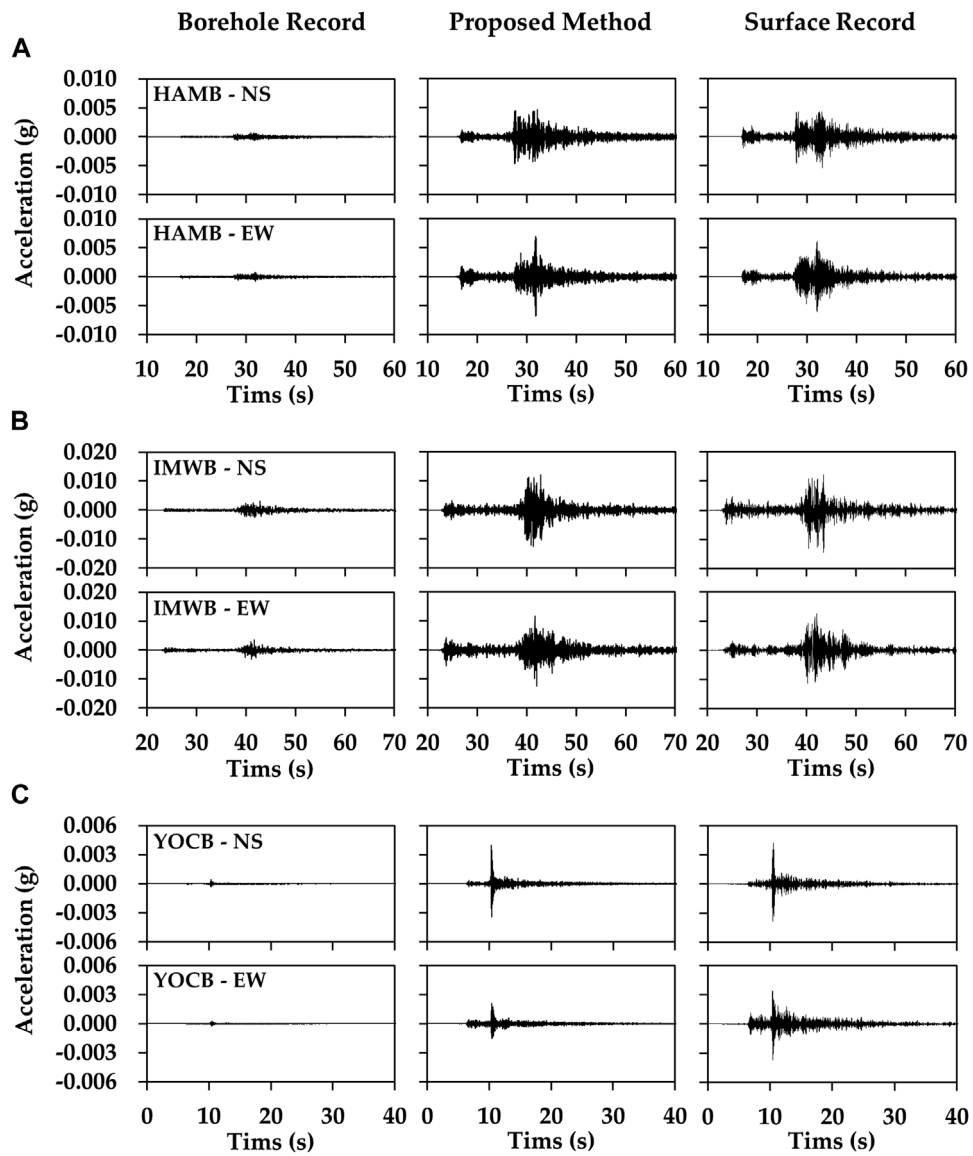 Borehole Record Proposed Method Surface Record
A
0.010
HAMB - NS
0.005
0.000
-0.005
-0.010
0.010
HAMB - EW
0.005
0.000
-0.005
-0.010
Acceleration (g)
10 20 30 40 50 60 10 20 30 40 50 60 10 20 30 40 50 60
Tims (s) Tims (s) Tims (s)
B
0.020
IMWB - NS
0.010
0.000
-0.010
-0.020
0.020
IMWB - EW
0.010
0.000
-0.010
-0.020
Acceleration (g)
20 30 40 50 60 70 20 30 40 50 60 70 20 30 40 50 60 70
Tims (s) Tims (s) Tims (s)
C
0.006
YOCB - NS
0.003
0.000
-0.003
-0.006
0.006
YOCB - EW
0.003
0.000
-0.003
-0.006
Acceleration (g)
0 10 20 30 40 0 10 20 30 40 0 10 20 30 40
Tims (s) Tims (s) Tims (s)